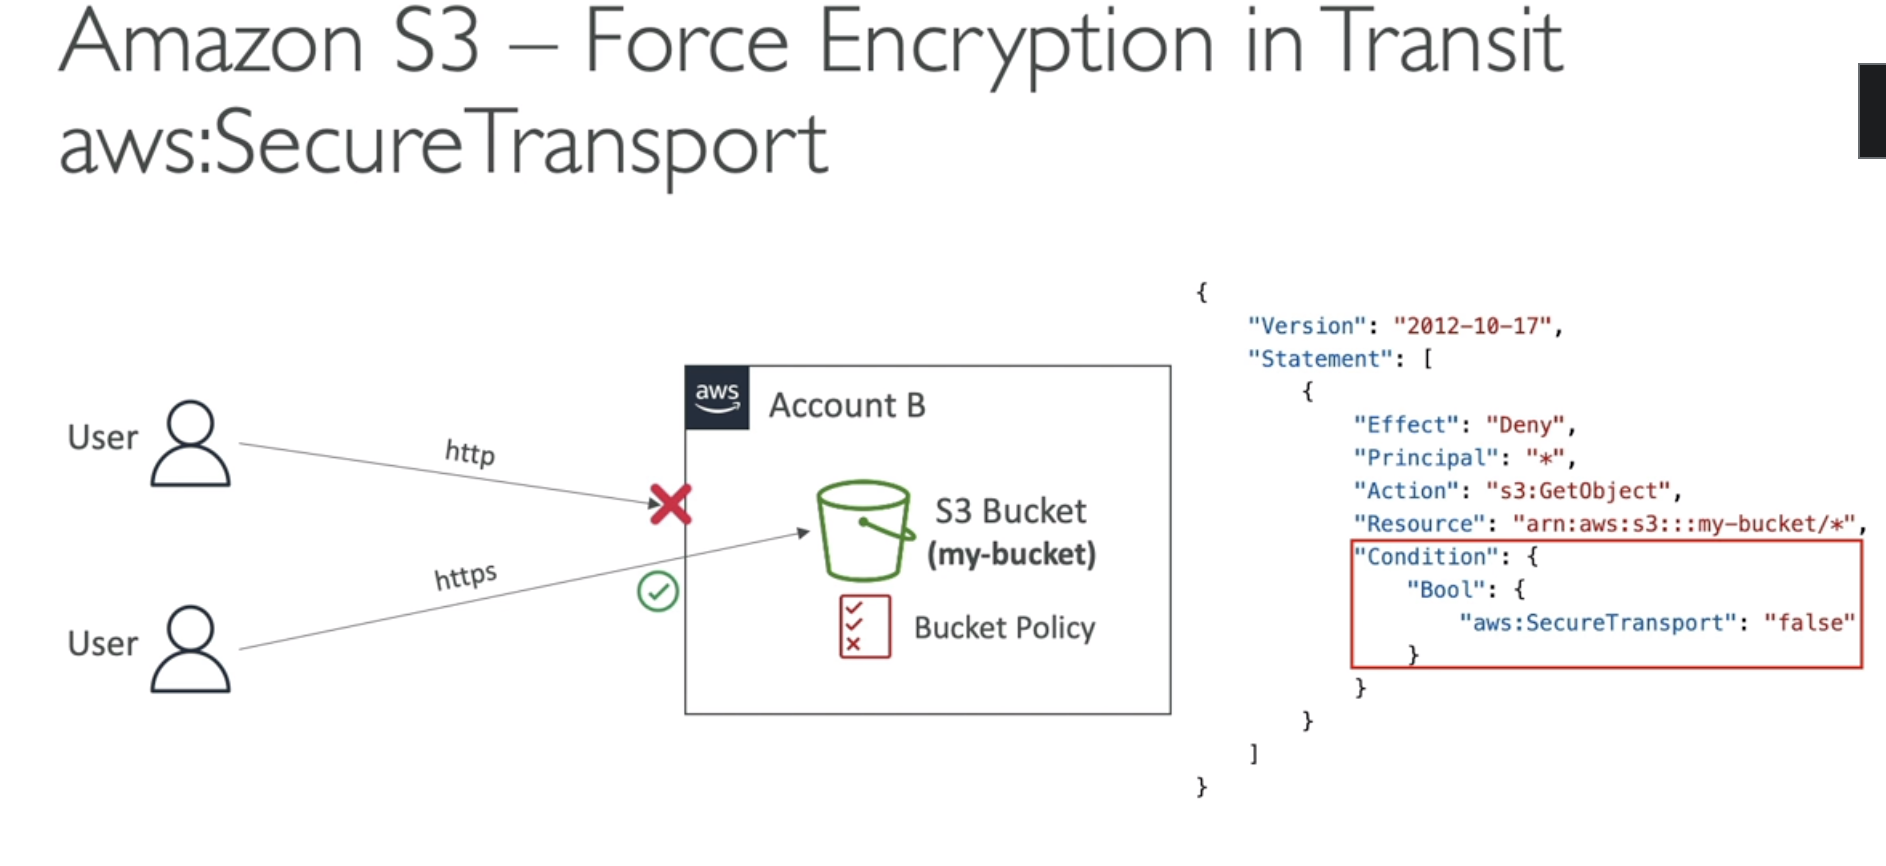 Amazon S3 – Force Encryption in Transit
aws:SecureTransport
User
http
https
User
aws
Account B
S3 Bucket
(my-bucket)
Bucket Policy
{
"Version": "2012-10-17",
"Statement": [
{
"Effect": "Deny",
"Principal": "*",
"Action": "s3:GetObject",
"Resource": "arn:aws:s3:::my-bucket/*",
"Condition": {
"Bool": {
"aws:SecureTransport": "false"
}
}
}
]
}